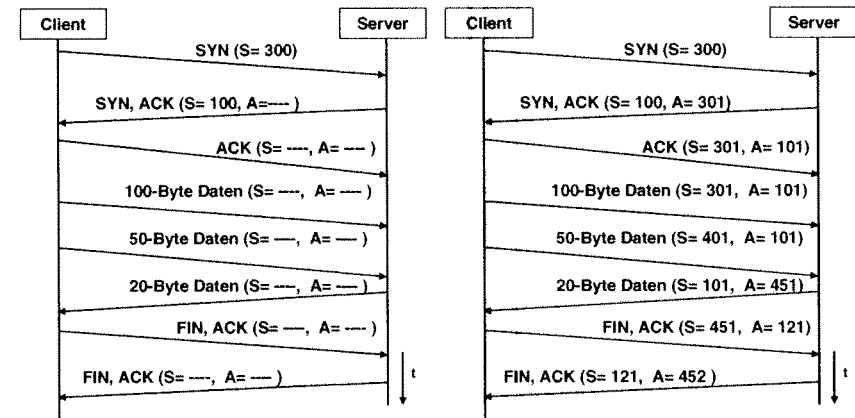 Client
Server
SYN (S= 300)
SYN, ACK (S= 100, A=---- )
ACK (S= ----, A= ---- )
100-Byte Daten (S= ----, A= ---- )
50-Byte Daten (S= ----, A= ---- )
20-Byte Daten (S= ----, A= ---- )
FIN, ACK (S= ----, A= ---- )
FIN, ACK (S= ----, A= ---- )
t
Client
Server
SYN (S= 300)
SYN, ACK (S= 100, A= 301)
ACK (S= 301, A= 101)
100-Byte Daten (S= 301, A= 101)
50-Byte Daten (S= 401, A= 101)
20-Byte Daten (S= 101, A= 451)
FIN, ACK (S= 451, A= 121)
FIN, ACK (S= 121, A= 452 )
t